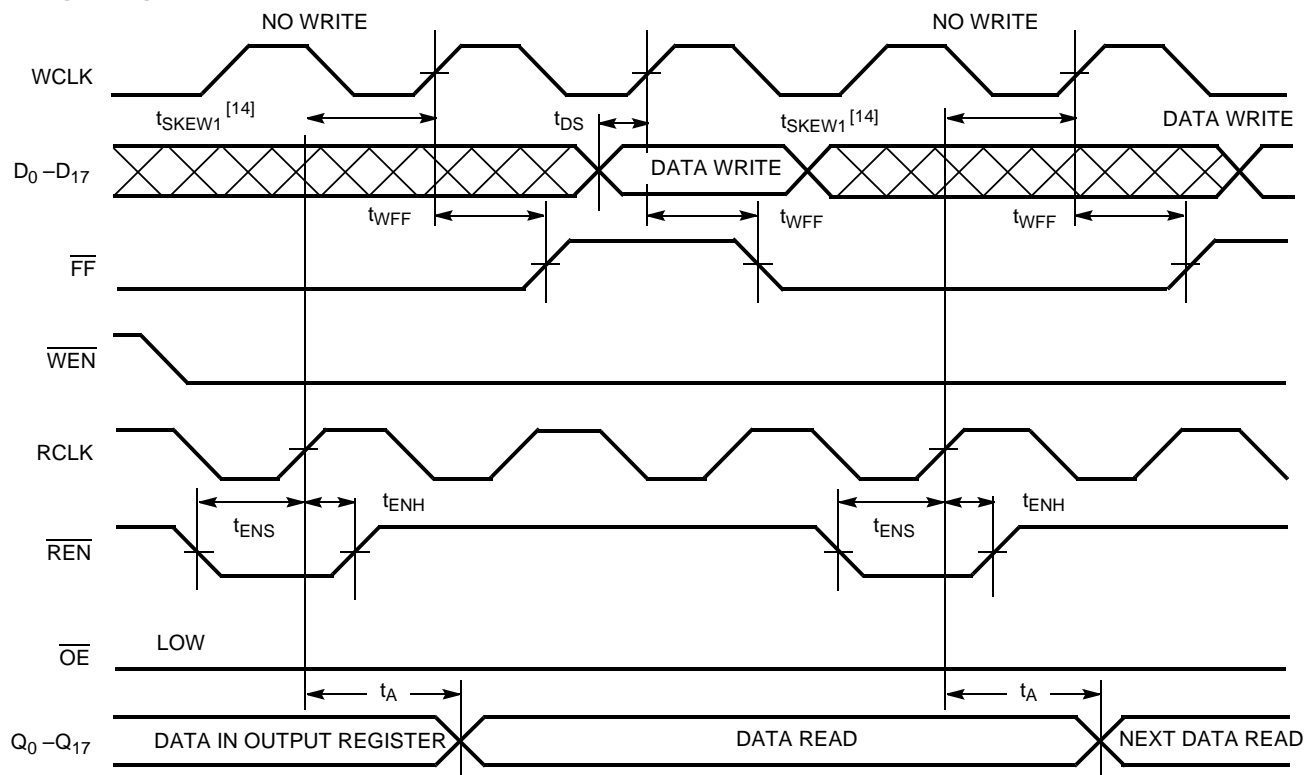 NO WRITE
NO WRITE
WCLK
tSKEW1 [14]
tDS
tSKEW1 [14]
DATA WRITE
D0 –D17
DATA WRITE
tWFF
tWFF
tWFF
FF
WEN
RCLK
tENS
tENH
tENS
tENH
REN
LOW
OE
tA
tA
Q0 –Q17
DATA IN OUTPUT REGISTER
DATA READ
NEXT DATA READ